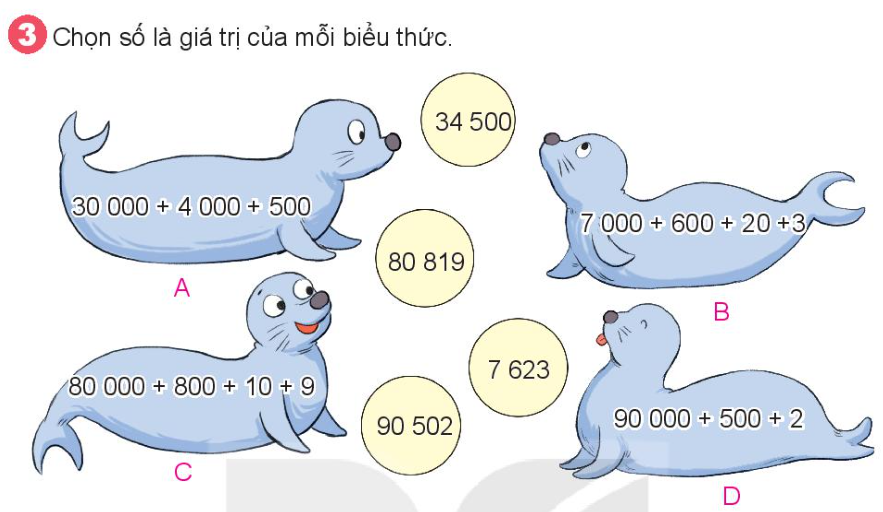 3 Chọn số là giá trị của mỗi biểu thức.
34 500
30 000 + 4 000 + 500
A
7 000 + 600 + 20 +3
B
80 819
80 000 + 800 + 10 + 9
C
7 623
90 502
90 000 + 500 + 2
D